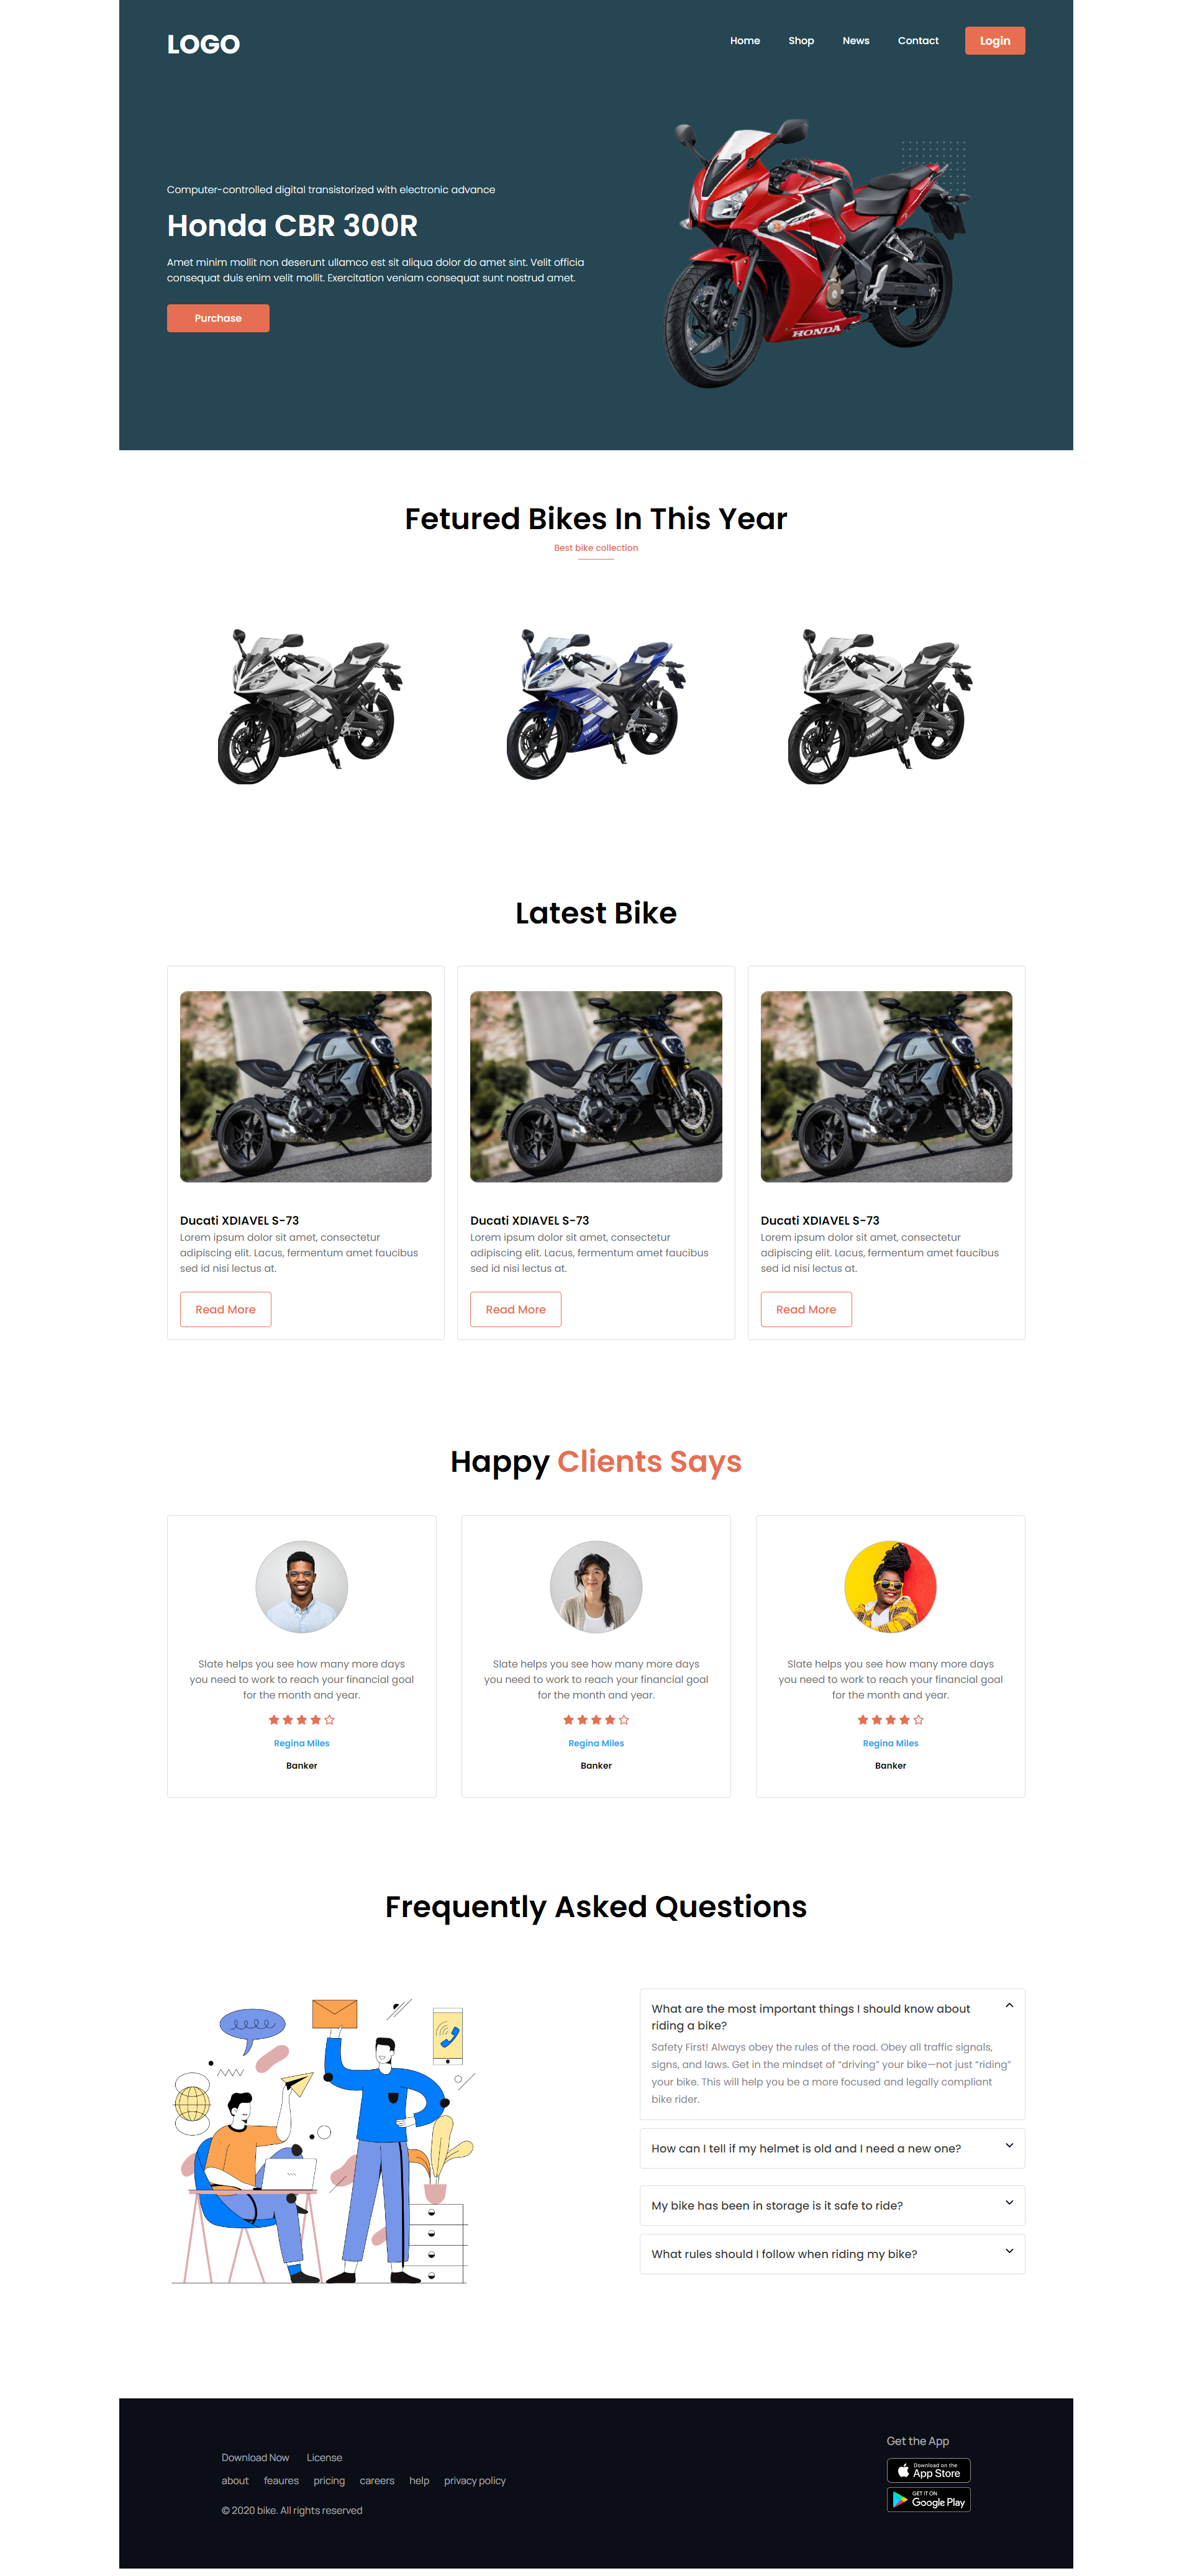 LOGO
Home
Shop
News
Contact
Login
Computer-controlled digital transistorized with electronic advance
Honda CBR 300R
Amet minim mollit non deserunt ullamco est sit aliqua dolor do amet sint. Velit officia
consequat duis enim velit mollit. Exercitation veniam consequat sunt nostrud amet.
Purchase
HONDA
Fetured Bikes In This Year
Best bike collection
Latest Bike
Ducati XDIAVEL S-73
Lorem ipsum dolor sit amet, consectetur
adipiscing elit. Lacus, fermentum amet faucibus
sed id nisi lectus at.
Read More
Ducati XDIAVEL S-73
Lorem ipsum dolor sit amet, consectetur
adipiscing elit. Lacus, fermentum amet faucibus
sed id nisi lectus at.
Read More
Ducati XDIAVEL S-73
Lorem ipsum dolor sit amet, consectetur
adipiscing elit. Lacus, fermentum amet faucibus
sed id nisi lectus at.
Read More
Happy Clients Says
Slate helps you see how many more days
you need to work to reach your financial goal
for the month and year.
Regina Miles
Banker
Slate helps you see how many more days
you need to work to reach your financial goal
for the month and year.
Regina Miles
Banker
Slate helps you see how many more days
you need to work to reach your financial goal
for the month and year.
Regina Miles
Banker
Frequently Asked Questions
What are the most important things I should know about
riding a bike?
Safety First! Always obey the rules of the road. Obey all traffic signals,
signs, and laws. Get in the mindset of “driving” your bike—not just “riding”
your bike. This will help you be a more focused and legally compliant
bike rider.
How can I tell if my helmet is old and I need a new one?
My bike has been in storage is it safe to ride?
What rules should I follow when riding my bike?
Download Now
License
about
feaures
pricing
careers
help
privacy policy
© 2020 bike. All rights reserved
Get the App
Download on the
App Store
GET IT ON
Google Play